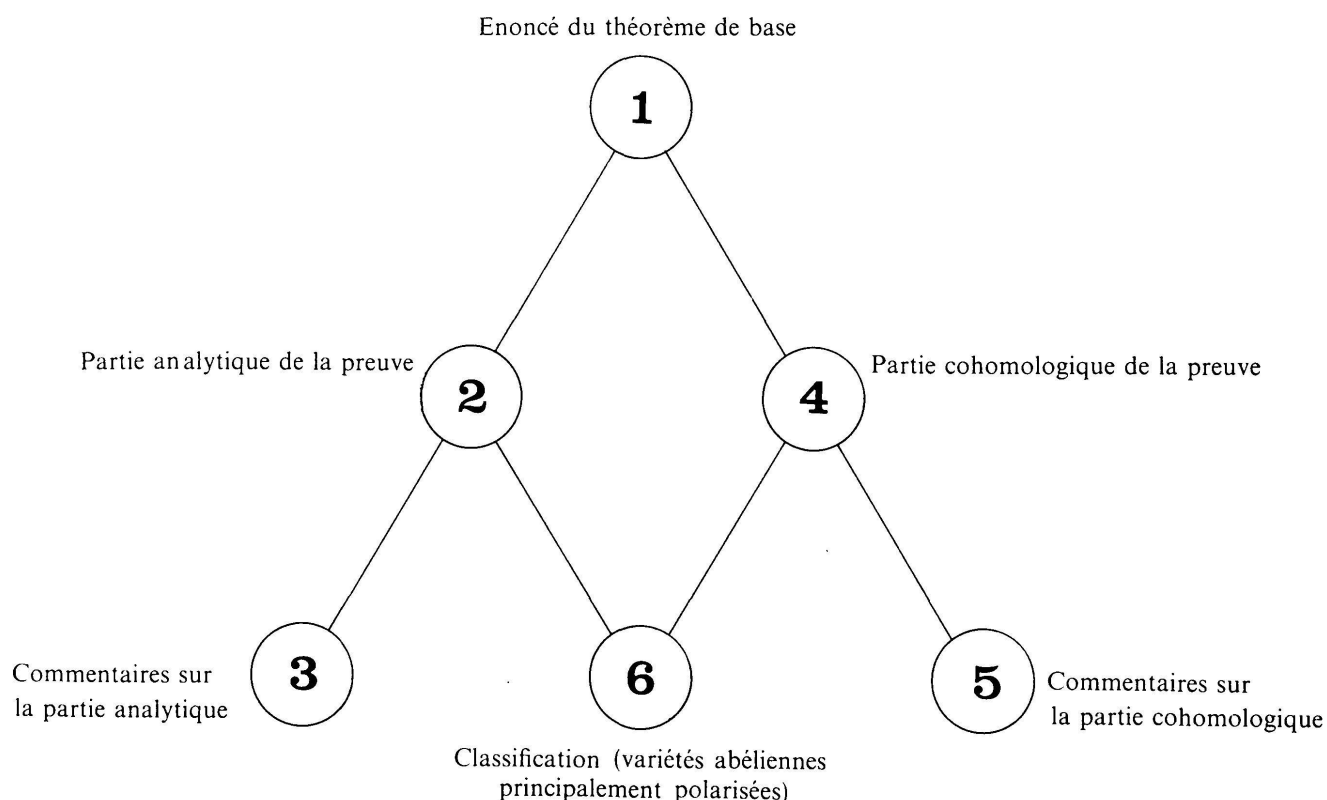 Enoncé du théorème de base
1
Partie analytique de la preuve
2
4
Partie cohomologique de la preuve
Commentaires sur
la partie analytique
3
6
5
Commentaires sur
la partie cohomologique
Classification (variétés abéliennes
principalement polarisées)